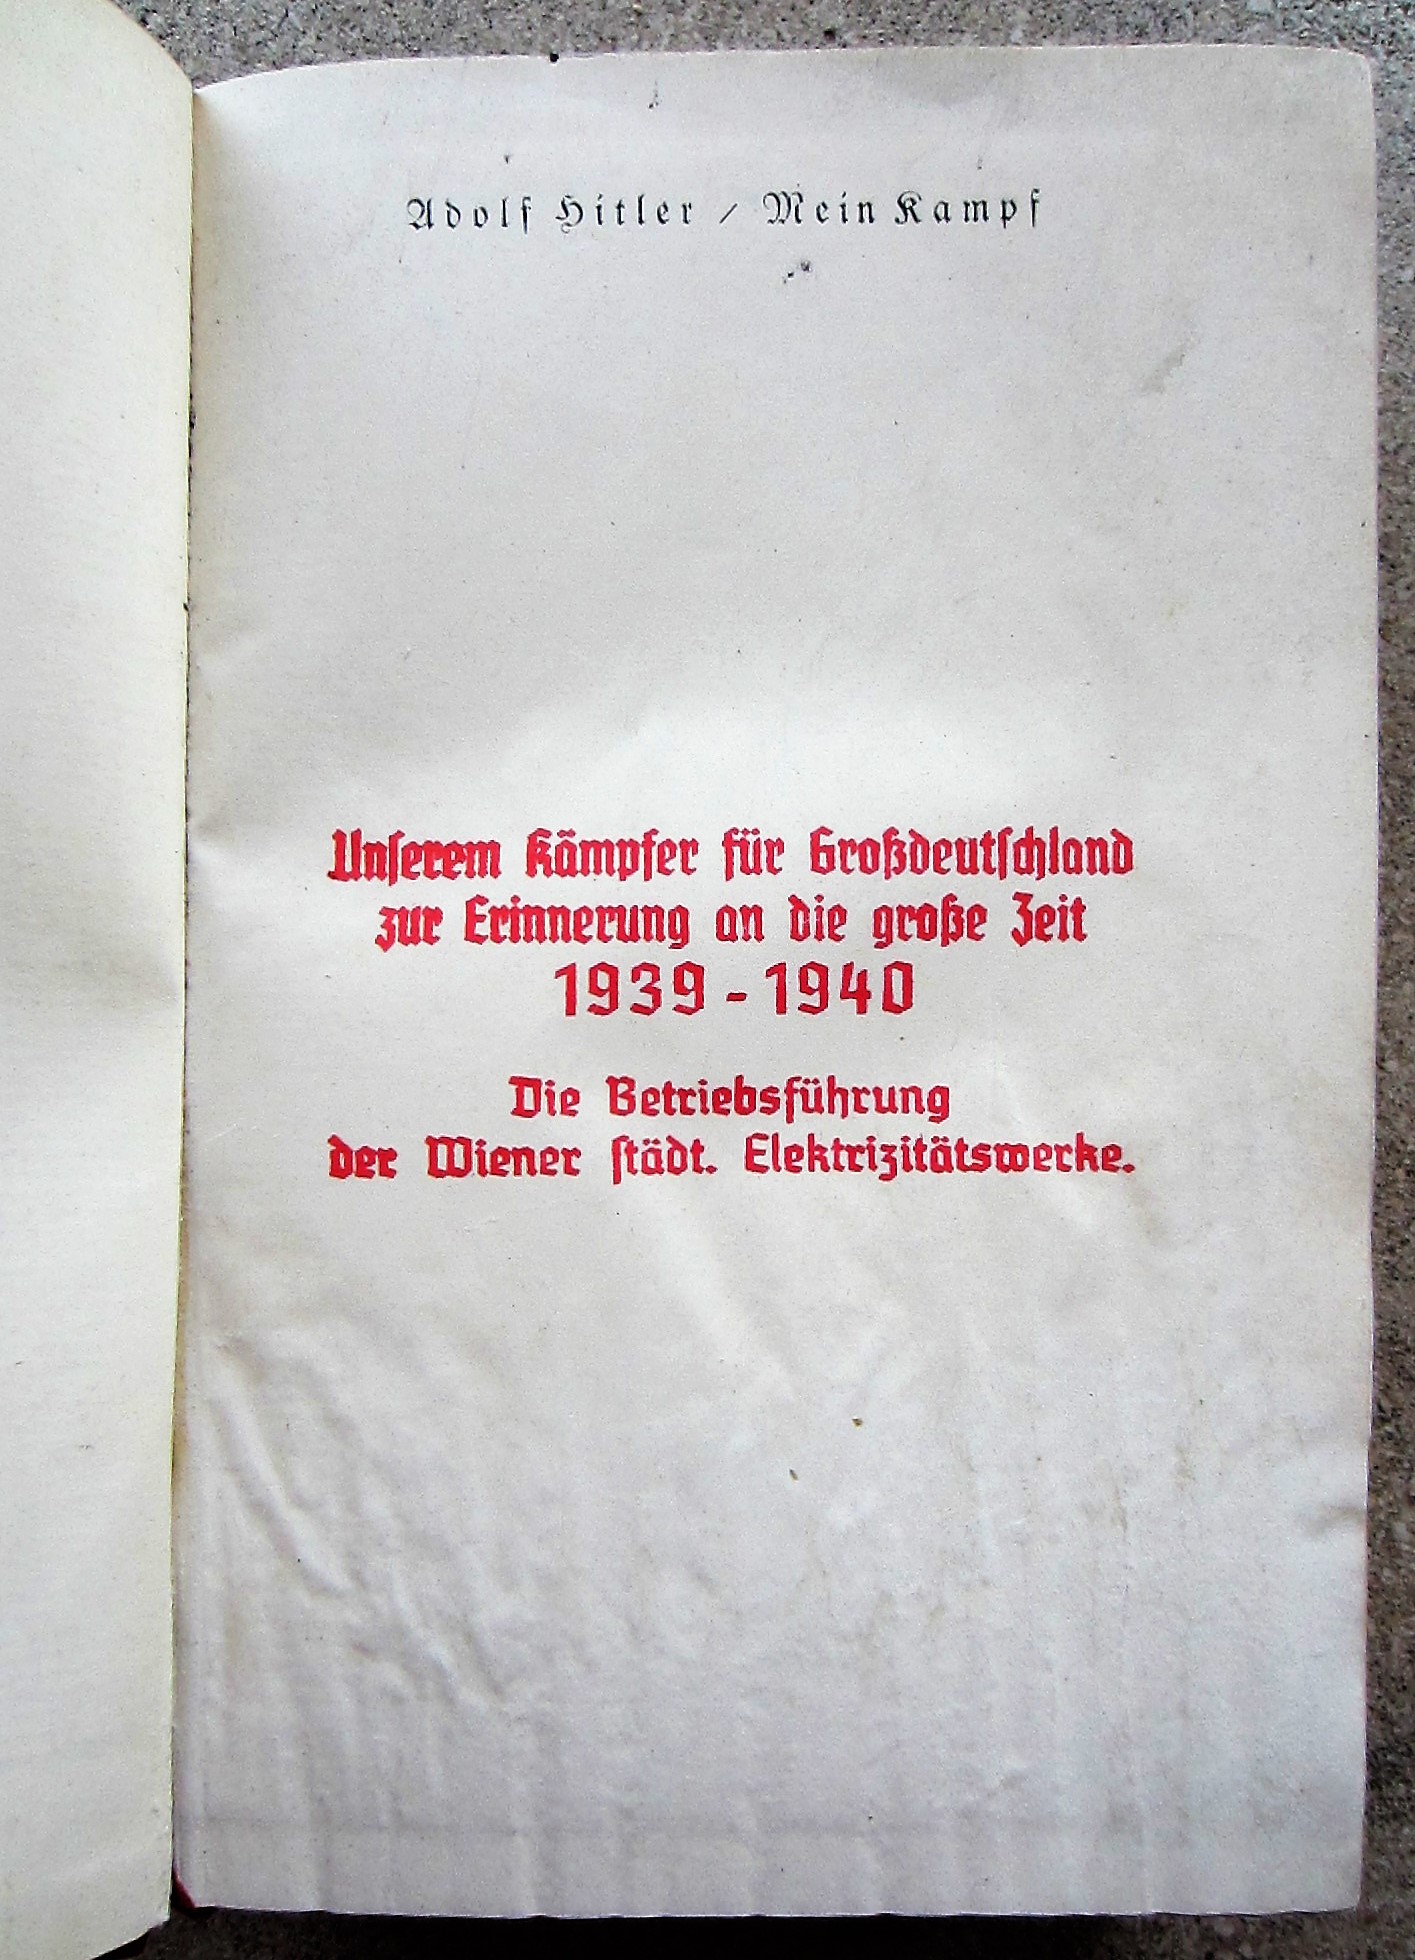 Adolf Hitler / Mein Kampf
Unserem Kämpfer für Großdeutschland
zur Erinnerung an die große Zeit
1939-1940
Die Betriebsführung
der Wiener städt. Elektrizitätswerke.